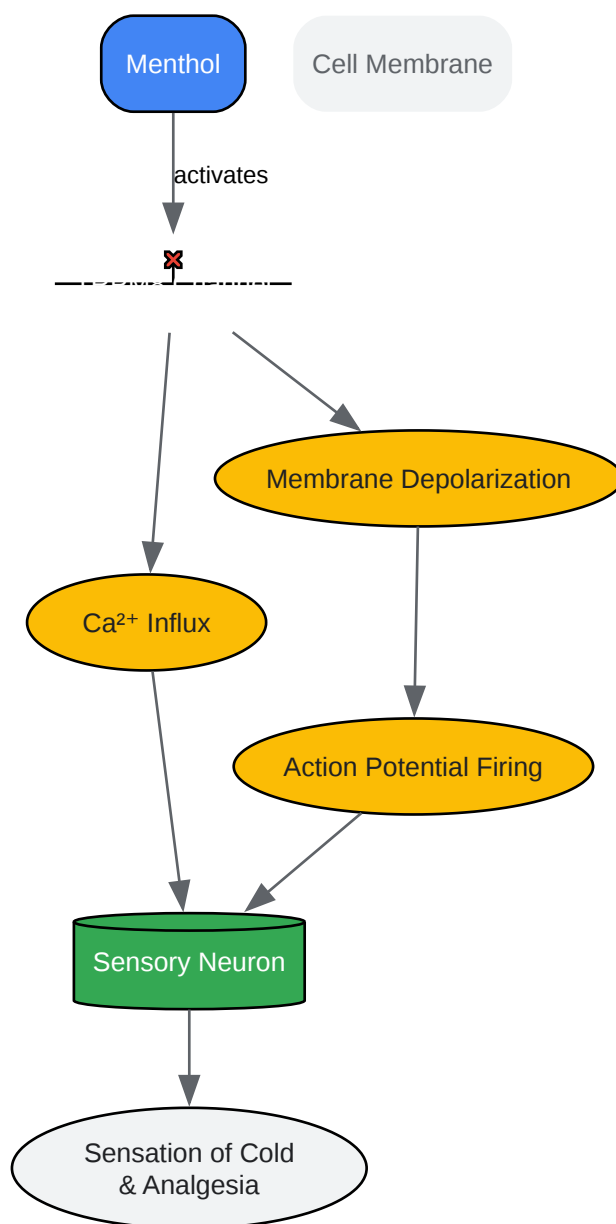 Menthol
Cell Membrane
activates
Membrane Depolarization
Ca²⁺ Influx
Action Potential Firing
Sensory Neuron
Sensation of Cold
& Analgesia